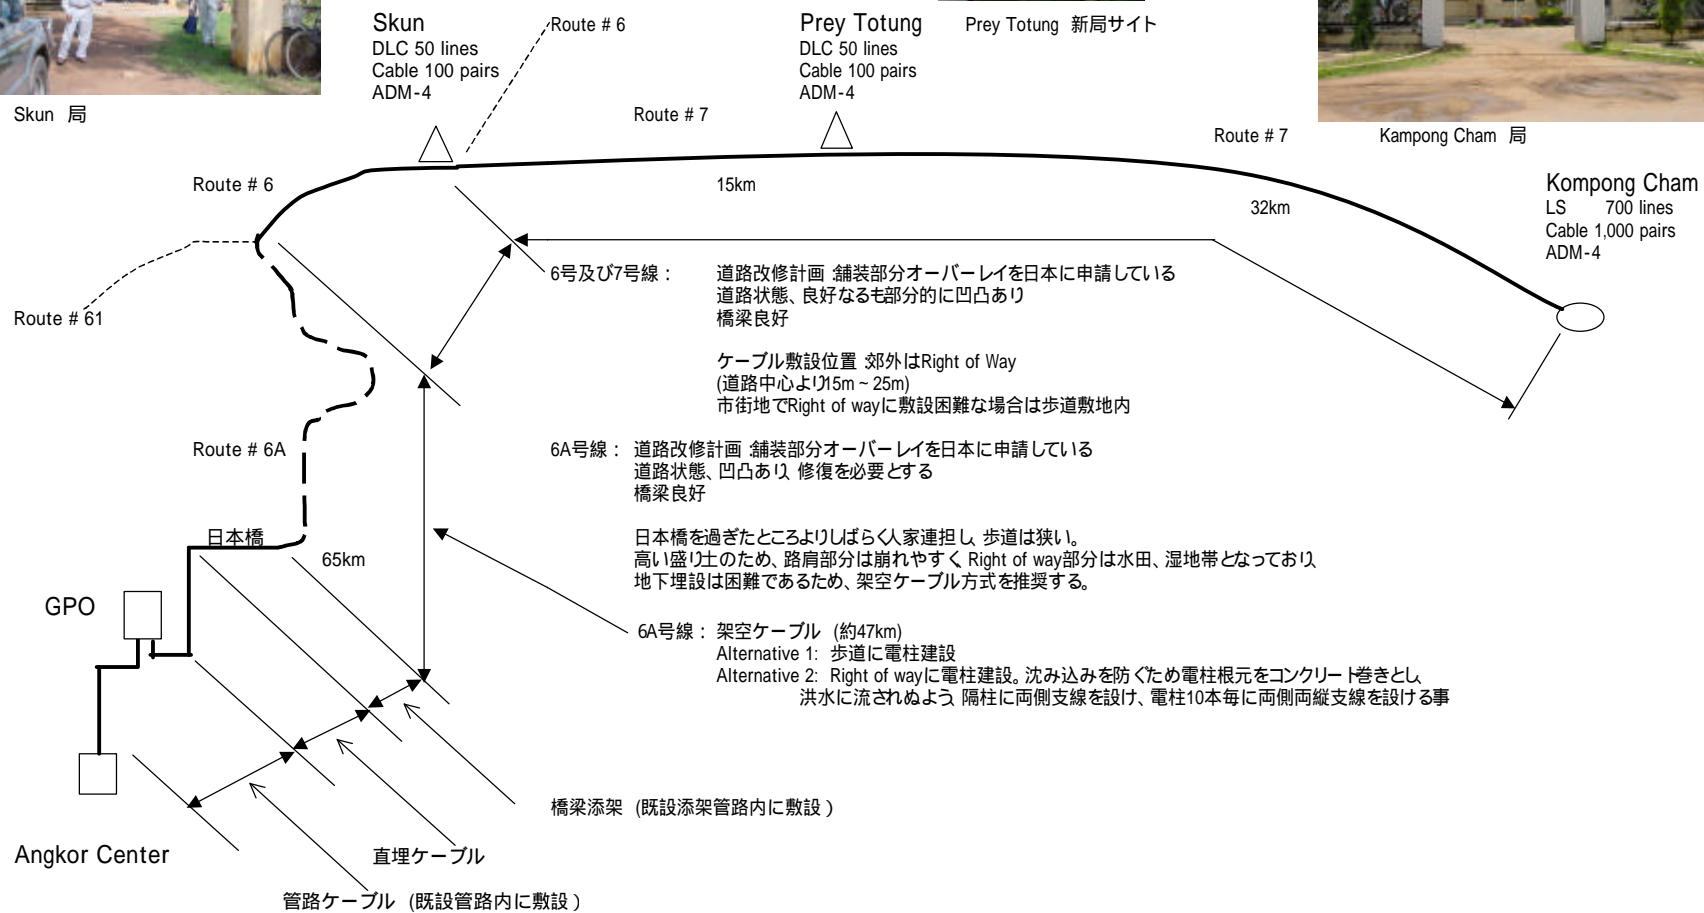 Skun
DLC 50 lines
Cable 100 pairs
ADM-4
Route # 6
Prey Totung
DLC 50 lines
Cable 100 pairs
ADM-4
Prey Totung 新局サイト
Skun 局
Route # 7
Route # 7
Kampong Cham 局
Route # 6
15km
32km
Kompong Cham
LS 700 lines
Cable 1,000 pairs
ADM-4
Route # 61
6号及び7号線： 道路改修計画 舗装部分オーバーレイを日本に申請している
道路状態、良好なるも部分的に凹凸あり
橋梁良好
ケーブル敷設位置 郊外はRight of Way
(道路中心より15m ~ 25m)
市街地でRight of wayに敷設困難な場合は歩道敷地内
Route # 6A
6A号線： 道路改修計画 舗装部分オーバーレイを日本に申請している
道路状態、凹凸あり、修復を必要とする
橋梁良好
日本橋
65km
日本橋を過ぎたところよりしばらく人家連担し、歩道は狭い。
高い盛り土のため、路肩部分は崩れやすく、Right of way部分は水田、湿地帯となっており、
地下埋設は困難であるため、架空ケーブル方式を推奨する。
GPO
6A号線： 架空ケーブル (約47km)
Alternative 1: 歩道に電柱建設
Alternative 2: Right of wayに電柱建設。沈み込みを防ぐため電柱根元をコンクリート巻きとし、
洪水に流されぬよう、隔柱に両側支線を設け、電柱10本毎に両側両縦支線を設ける事
橋梁添架 (既設添架管路内に敷設)
Angkor Center
直埋ケーブル
管路ケーブル (既設管路内に敷設)